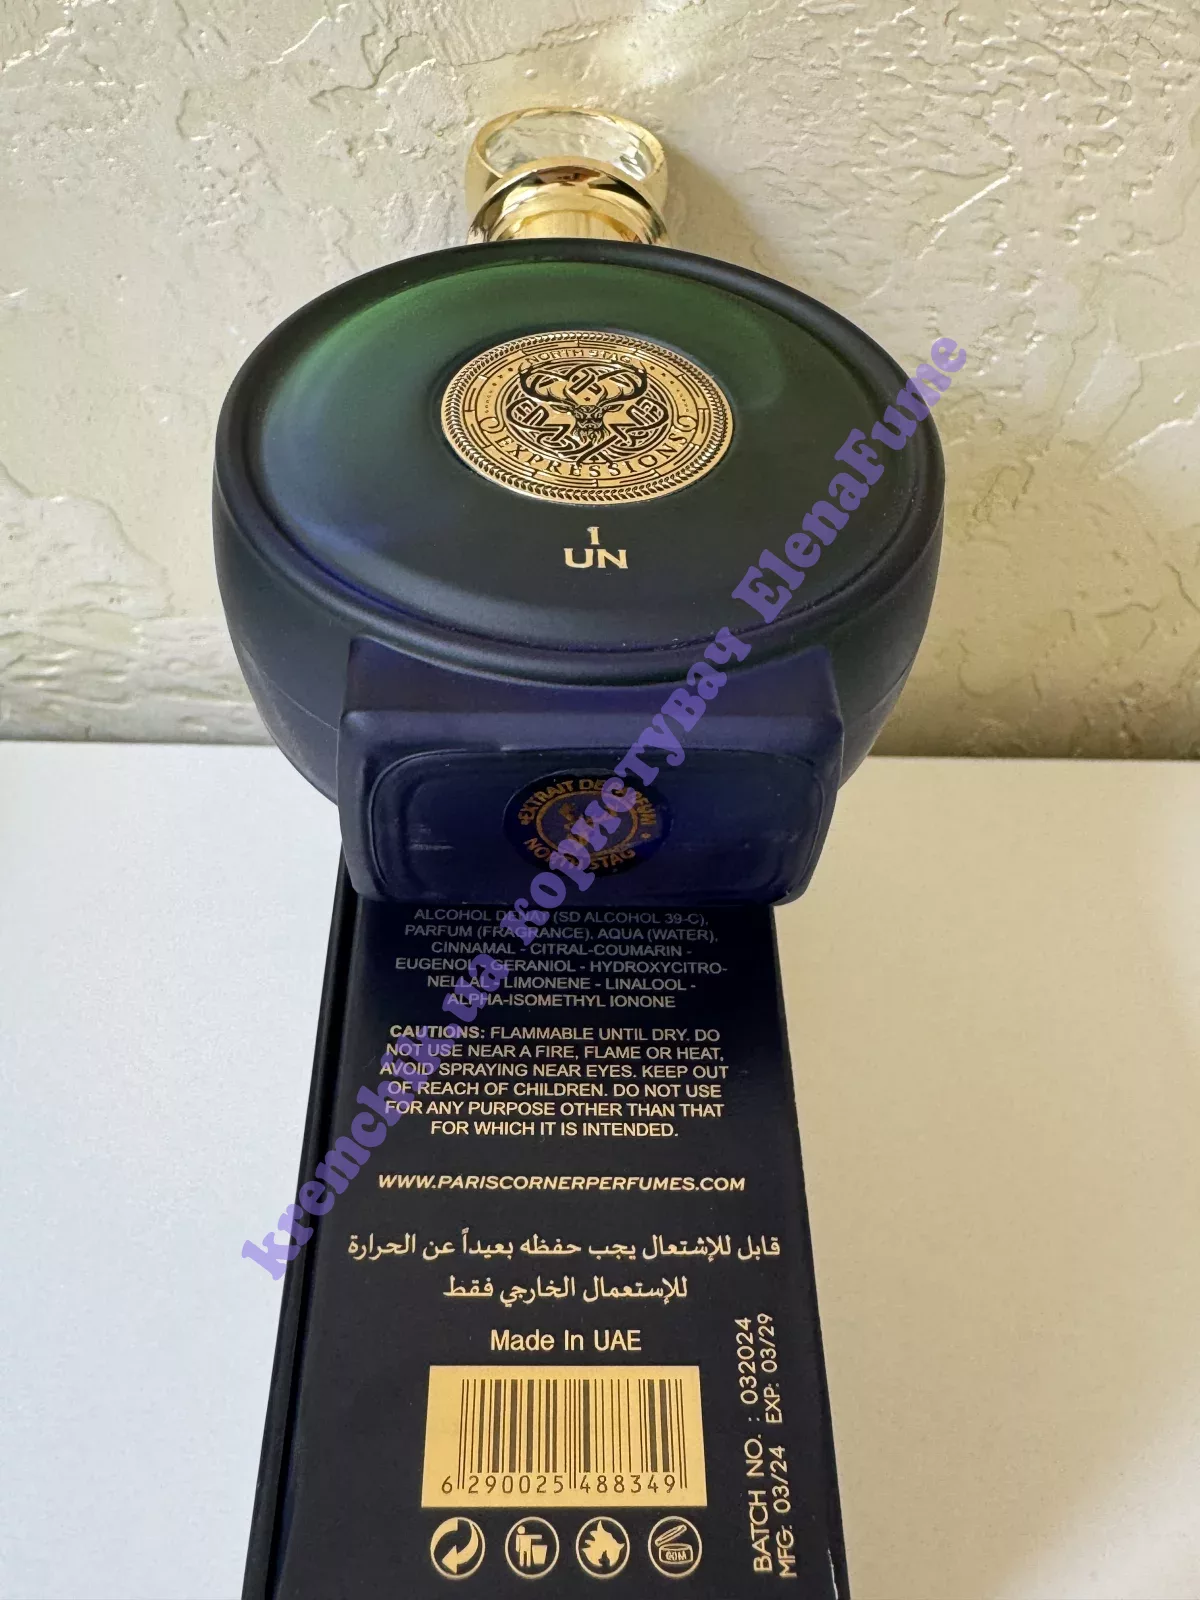 NORTH STAG
EXPRESSIONS
1
UN
EXTRAIT DE PARFUM
NORTH STAG
ALCOHOL DENAT (SD ALCOHOL 39-C),
PARFUM (FRAGRANCE), AQUA (WATER),
CINNAMAL - CITRAL-COUMARIN -
EUGENOL - GERANIOL - HYDROXYCITRO-
NELLAL - LIMONENE - LINALOOL -
ALPHA-ISOMETHYL IONONE
CAUTIONS: FLAMMABLE UNTIL DRY. DO
NOT USE NEAR A FIRE, FLAME OR HEAT,
AVOID SPRAYING NEAR EYES. KEEP OUT
OF REACH OF CHILDREN. DO NOT USE
FOR ANY PURPOSE OTHER THAN THAT
FOR WHICH IT IS INTENDED.
WWW.PARISCORNERPERFUMES.COM
قابل للإشتعال يجب حفظه بعيداً عن الحرارة
للإستعمال الخارجي فقط
Made In UAE
6 290025 488349
BATCH NO. : 032024
MFG: 03/24 EXP: 03/29
kremchik.ua користувач ElenaFume